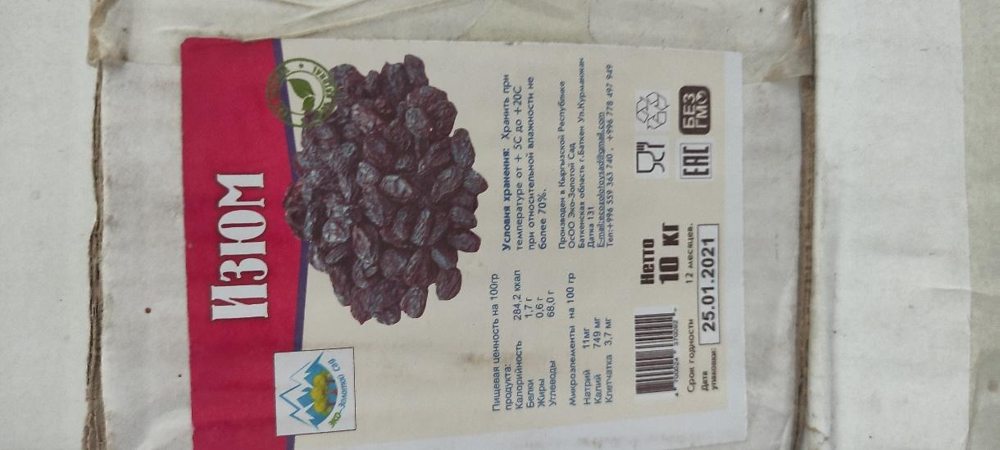 Изюм
ЭКО-Золотой Сад
Пищевая ценность на 100гр
продукта:
Калорийность 284,2 ккал
Белки 1,7 г
Жиры 0,6 г
Углеводы 68,0 г
Микроэлементы на 100 гр
Натрий 11мг
Калий 749 мг
Клетчатка 3,7 мг
Условия хранения: Хранить при
температуре от + 5С до +20С
при относительной влажности не
более 70%.
Произведен в Кыргызской Республике
ОсОО Эко-Золотой Сад
Баткенская область г.Баткен Ул.Курманжан
Датка 131
E-mail:ecozolotoysad@gmail.com
Тел:+996 559 363 740 , +996 778 497 949
Нетто
10 кг
EAC
БЕЗ
ГМО
Срок годности 12 месяцев.
Дата
упаковки:
25.01.2021